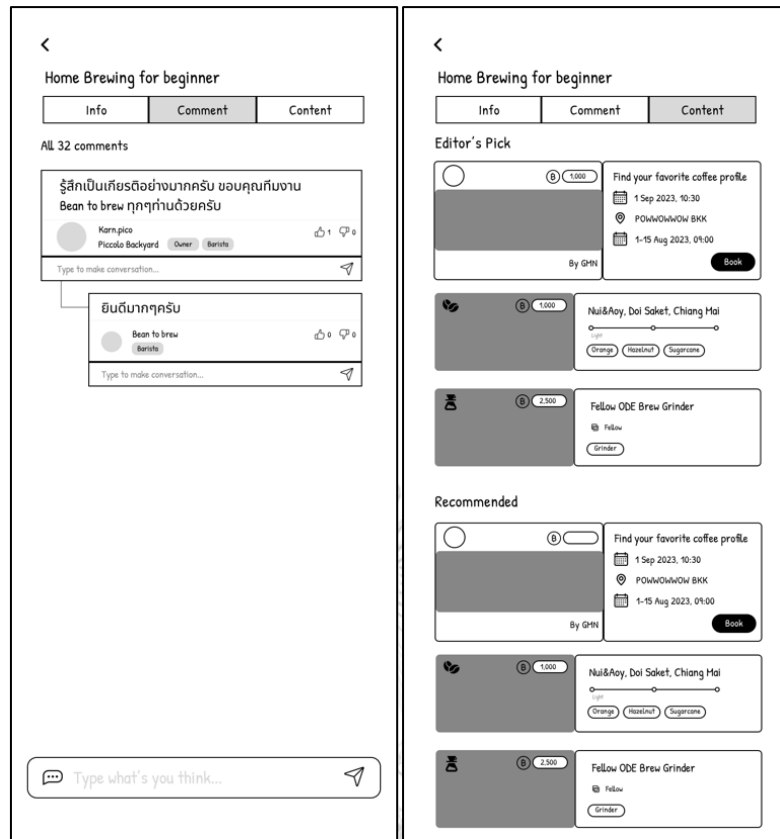 Home Brewing for beginner
Info
Comment
Content
All 32 comments
รู้สึกเป็นเกียรติอย่างมากครับ ขอบคุณทีมงาน
Bean to brew ทุกๆท่านด้วยครับ
Karn.pico
Piccolo Backyard
Owner
Barista
1
0
Type to make conversation...
ยินดีมากๆครับ
Bean to brew
Barista
0
0
Type to make conversation...
Type what's you think...
Home Brewing for beginner
Info
Comment
Content
Editor's Pick
B 1,000
By GMN
Find your favorite coffee profile
1 Sep 2023, 10:30
POWWOWWOW BKK
1-15 Aug 2023, 09:00
Book
B 1,000
Nui&Aoy, Doi Saket, Chiang Mai
Light
Orange
Hazelnut
Sugarcane
B 2,500
Fellow ODE Brew Grinder
Fellow
Grinder
Recommended
B
By GMN
Find your favorite coffee profile
1 Sep 2023, 10:30
POWWOWWOW BKK
1-15 Aug 2023, 09:00
Book
B 1,000
Nui&Aoy, Doi Saket, Chiang Mai
Light
Orange
Hazelnut
Sugarcane
B 2,500
Fellow ODE Brew Grinder
Fellow
Grinder